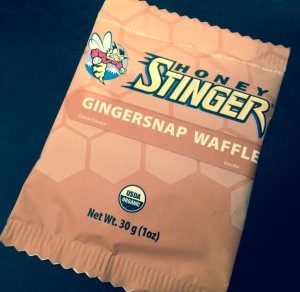 HONEY
STINGER
GINGERSNAP WAFFLE
USDA
ORGANIC
Net Wt. 30 g (1oz)